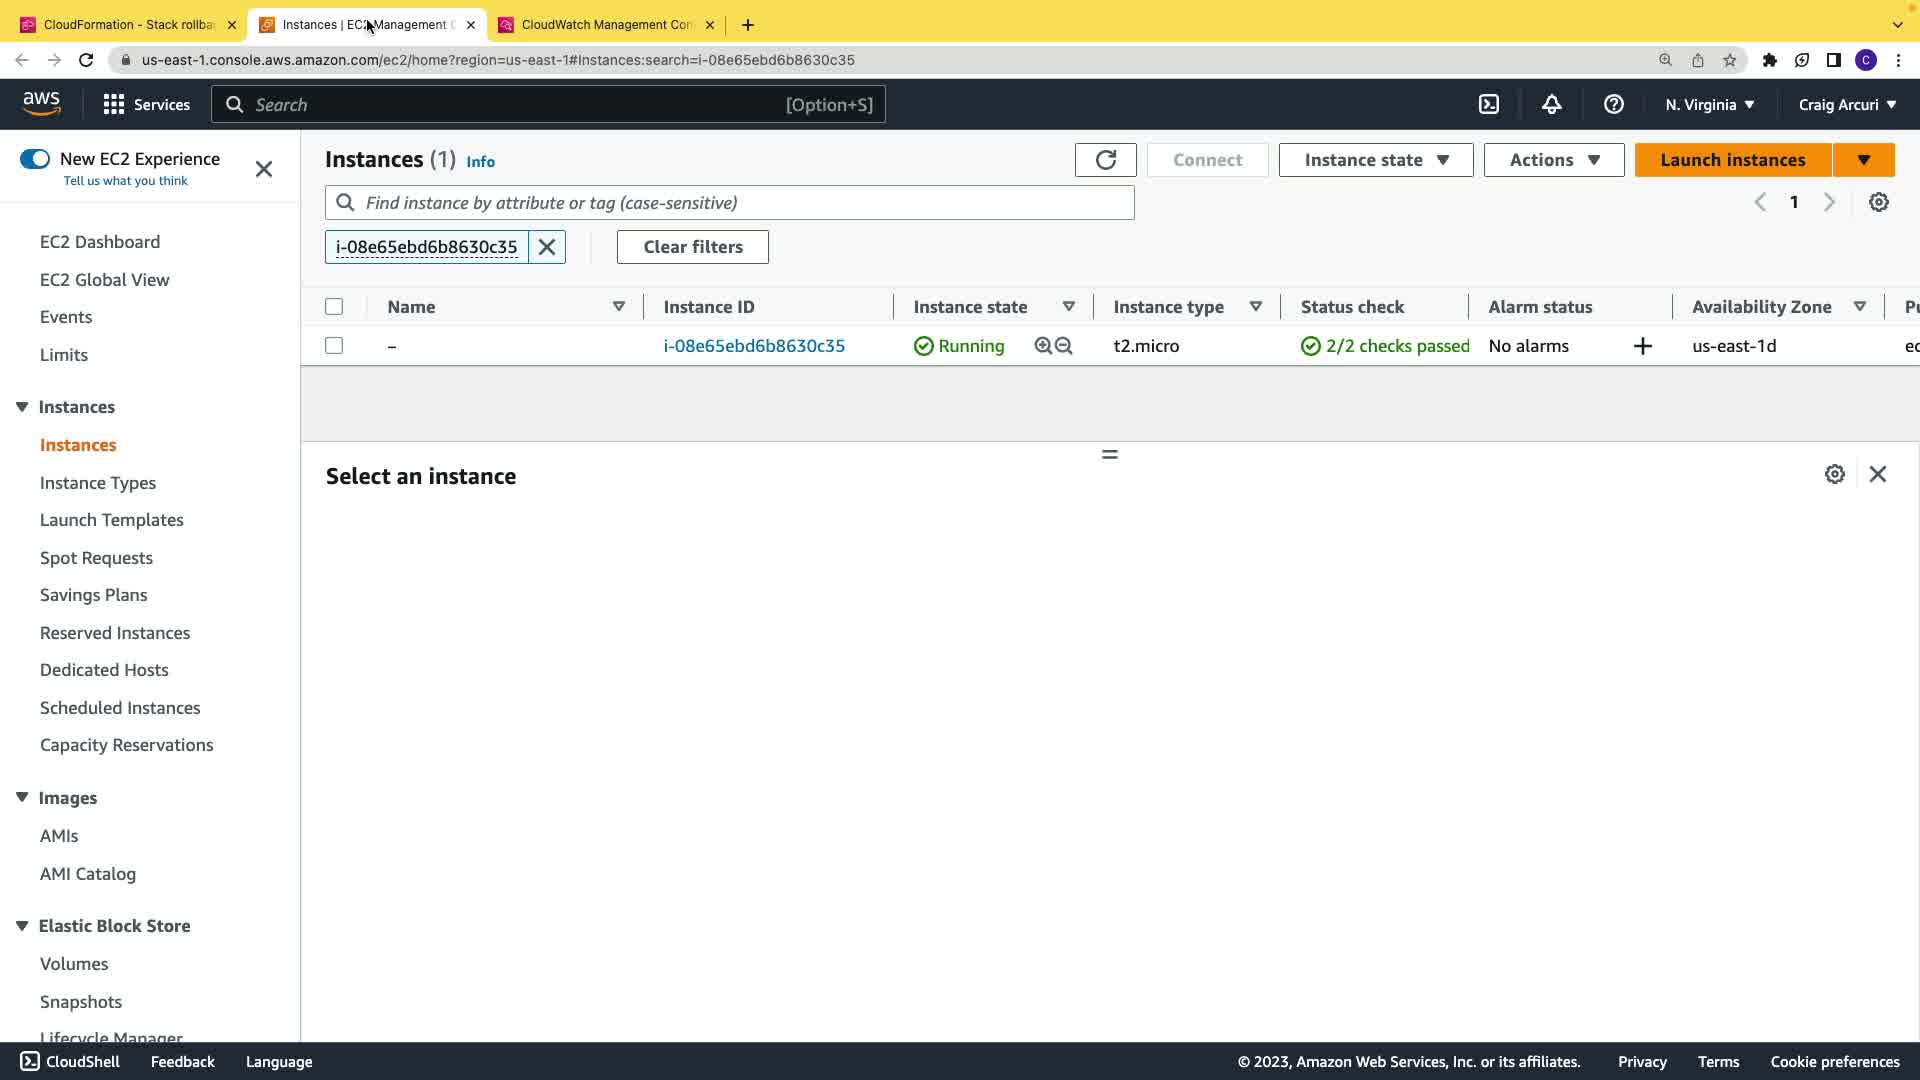 CloudFormation - Stack rollba
Instances | EC2 Management C
CloudWatch Management Con
us-east-1.console.aws.amazon.com/ec2/home?region=us-east-1#Instances:search=i-08e65ebd6b8630c35
C
aws
Services
Search
[Option+S]
N. Virginia
Craig Arcuri
New EC2 Experience
Tell us what you think
EC2 Dashboard
EC2 Global View
Events
Limits
Instances
Instances
Instance Types
Launch Templates
Spot Requests
Savings Plans
Reserved Instances
Dedicated Hosts
Scheduled Instances
Capacity Reservations
Images
AMIs
AMI Catalog
Elastic Block Store
Volumes
Snapshots
Lifecycle Manager
Instances (1) Info
Connect
Instance state
Actions
Launch instances
Find instance by attribute or tag (case-sensitive)
1
i-08e65ebd6b8630c35
Clear filters
Name Instance ID Instance state Instance type Status check Alarm status Availability Zone Pu
– i-08e65ebd6b8630c35 Running t2.micro 2/2 checks passed No alarms + us-east-1d ec
Select an instance
CloudShell Feedback Language © 2023, Amazon Web Services, Inc. or its affiliates. Privacy Terms Cookie preferences